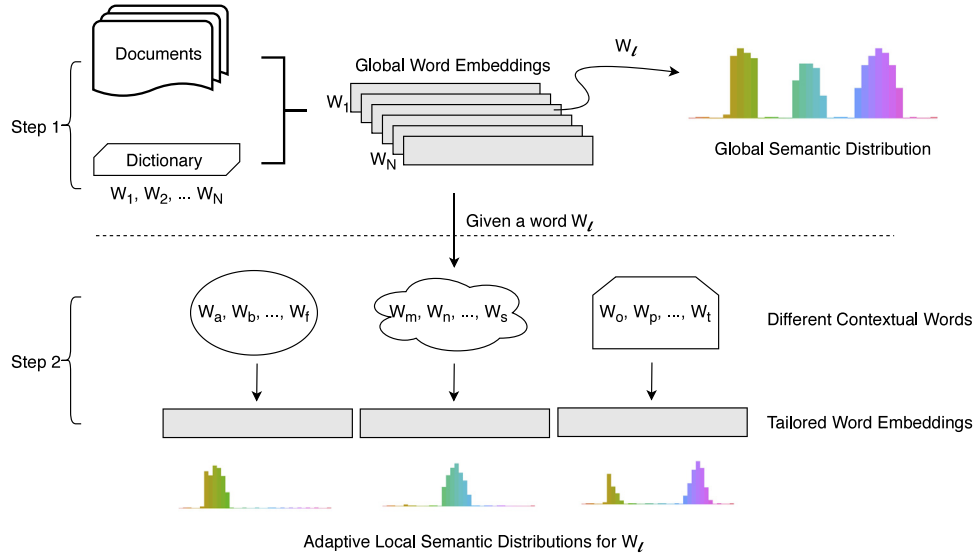 Documents
Step 1
Dictionary
W1, W2, ... WN
Global Word Embeddings
W1
WN
Wℓ
Global Semantic Distribution
Given a word Wℓ
Step 2
Wa, Wb, ..., Wf
Wm, Wn, ..., Ws
Wo, Wp, ..., Wt
Different Contextual Words
Tailored Word Embeddings
Adaptive Local Semantic Distributions for Wℓ